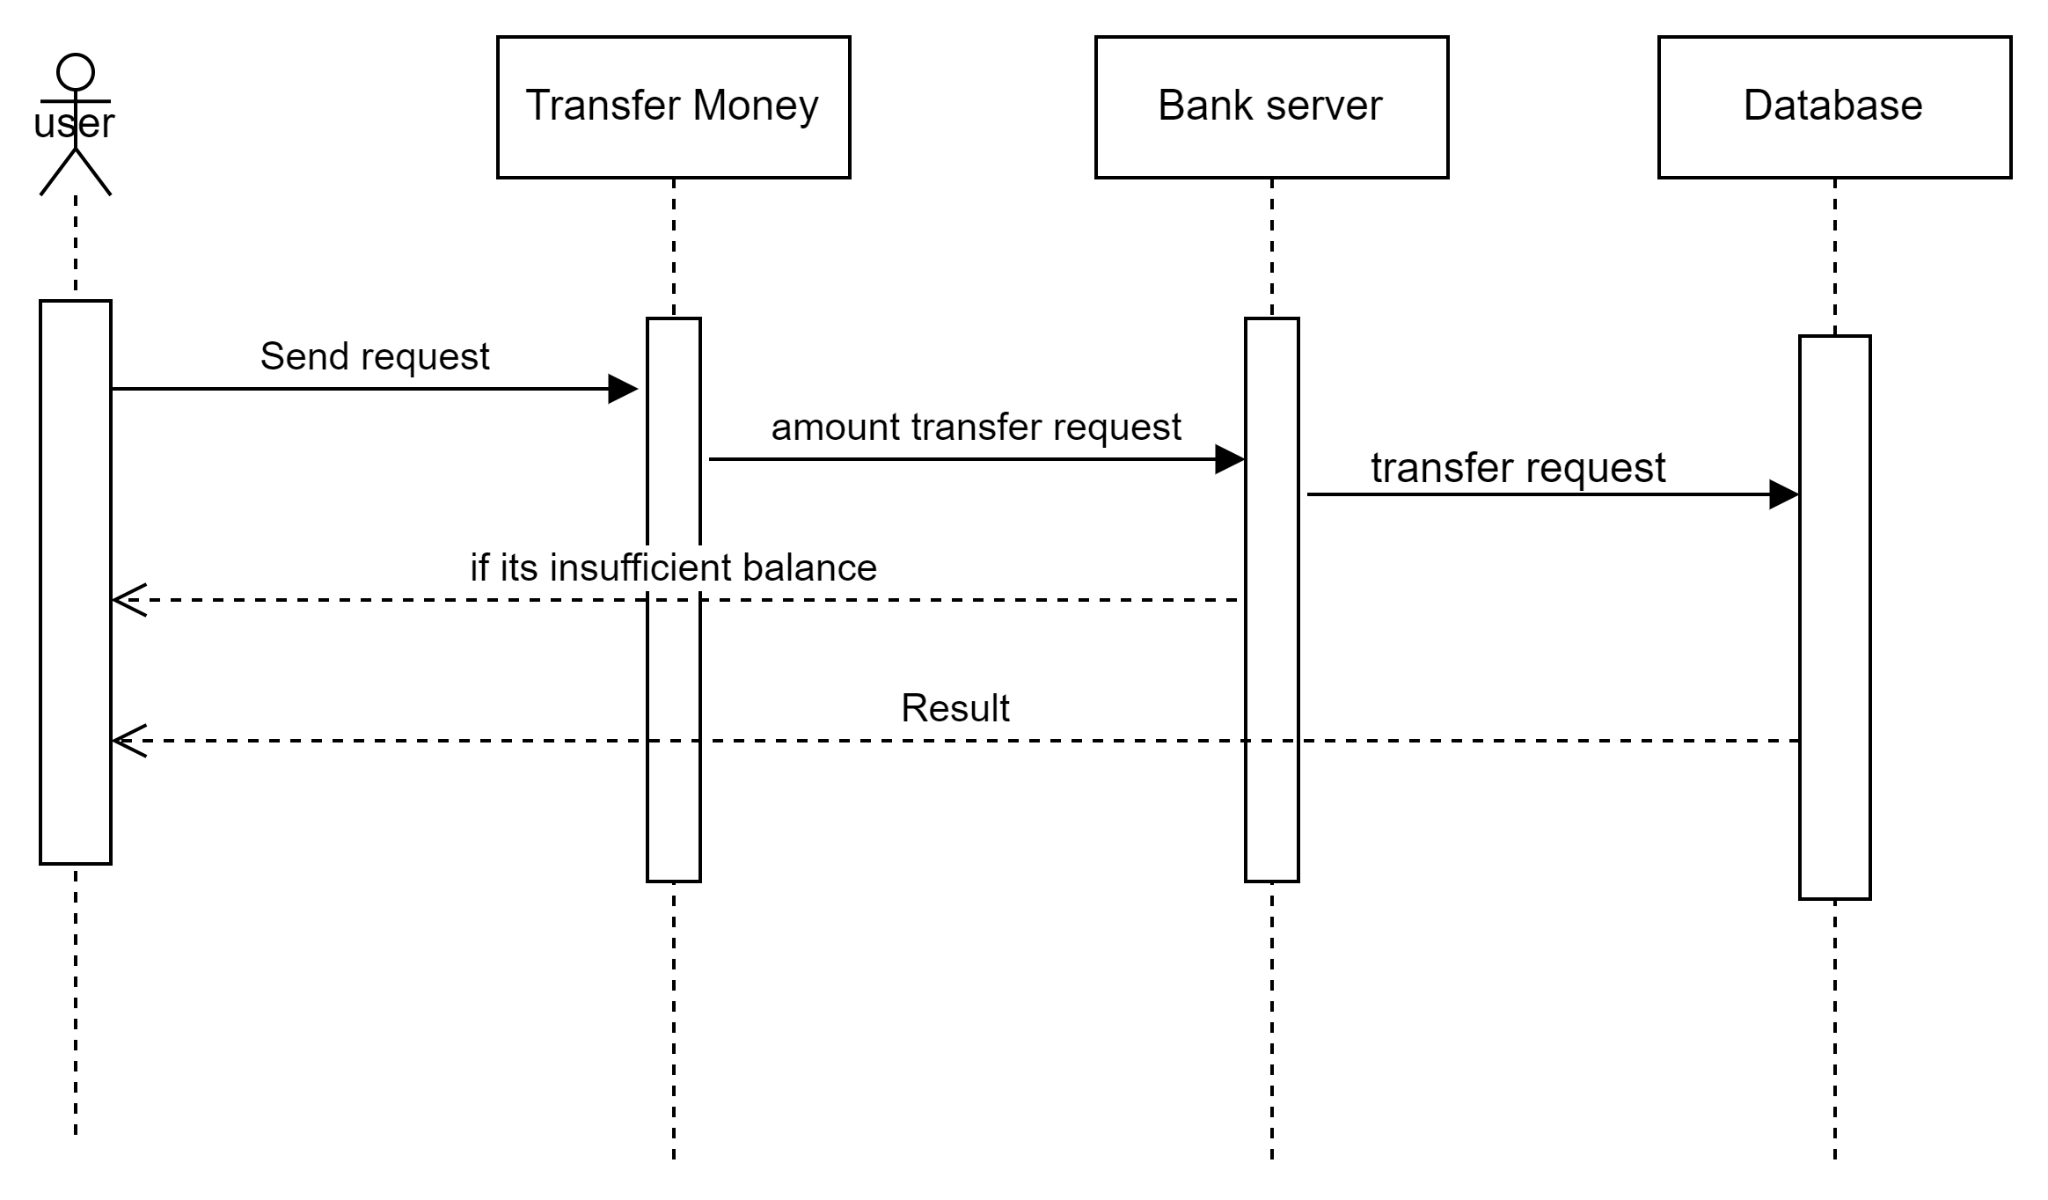 user
Transfer Money
Bank server
Database
Send request
amount transfer request
transfer request
if its insufficient balance
Result